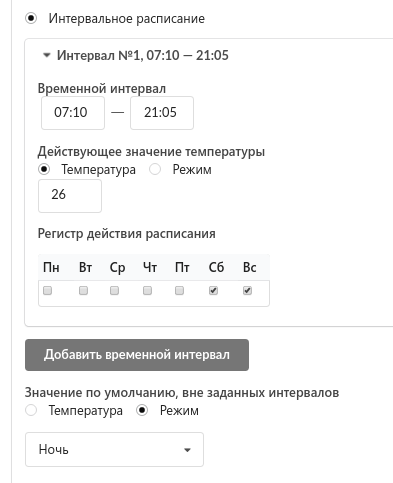 Интервальное расписание
Интервал №1, 07:10 — 21:05
Временной интервал
07:10 — 21:05
Действующее значение температуры
Температура Режим
26
Регистр действия расписания
Пн Вт Ср Чт Пт Сб Вс
Добавить временной интервал
Значение по умолчанию, вне заданных интервалов
Температура Режим
Ночь